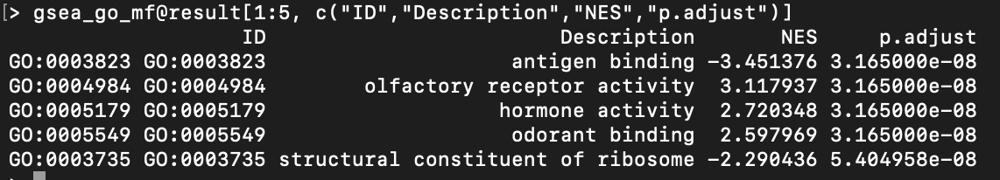 [> gsea_go_mf@result[1:5, c("ID","Description","NES","p.adjust")]
ID Description NES p.adjust
GO:0003823 GO:0003823 antigen binding -3.451376 3.165000e-08
GO:0004984 GO:0004984 olfactory receptor activity 3.117937 3.165000e-08
GO:0005179 GO:0005179 hormone activity 2.720348 3.165000e-08
GO:0005549 GO:0005549 odorant binding 2.597969 3.165000e-08
GO:0003735 GO:0003735 structural constituent of ribosome -2.290436 5.404958e-08
>